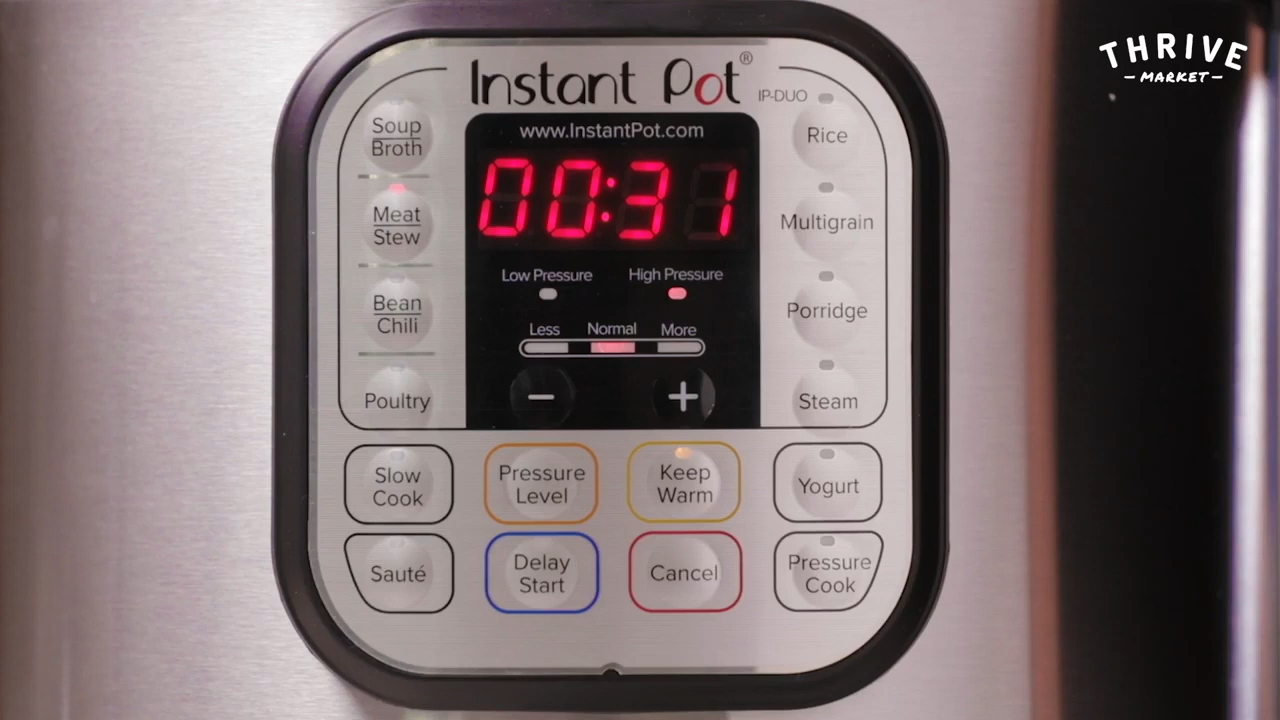 THRIVE
MARKET
Instant Pot®
IP-DUO
www.InstantPot.com
00:31
Low Pressure
High Pressure
Less
Normal
More
−
+
Soup
Broth
Meat
Stew
Bean
Chili
Poultry
Rice
Multigrain
Porridge
Steam
Slow
Cook
Pressure
Level
Keep
Warm
Yogurt
Sauté
Delay
Start
Cancel
Pressure
Cook